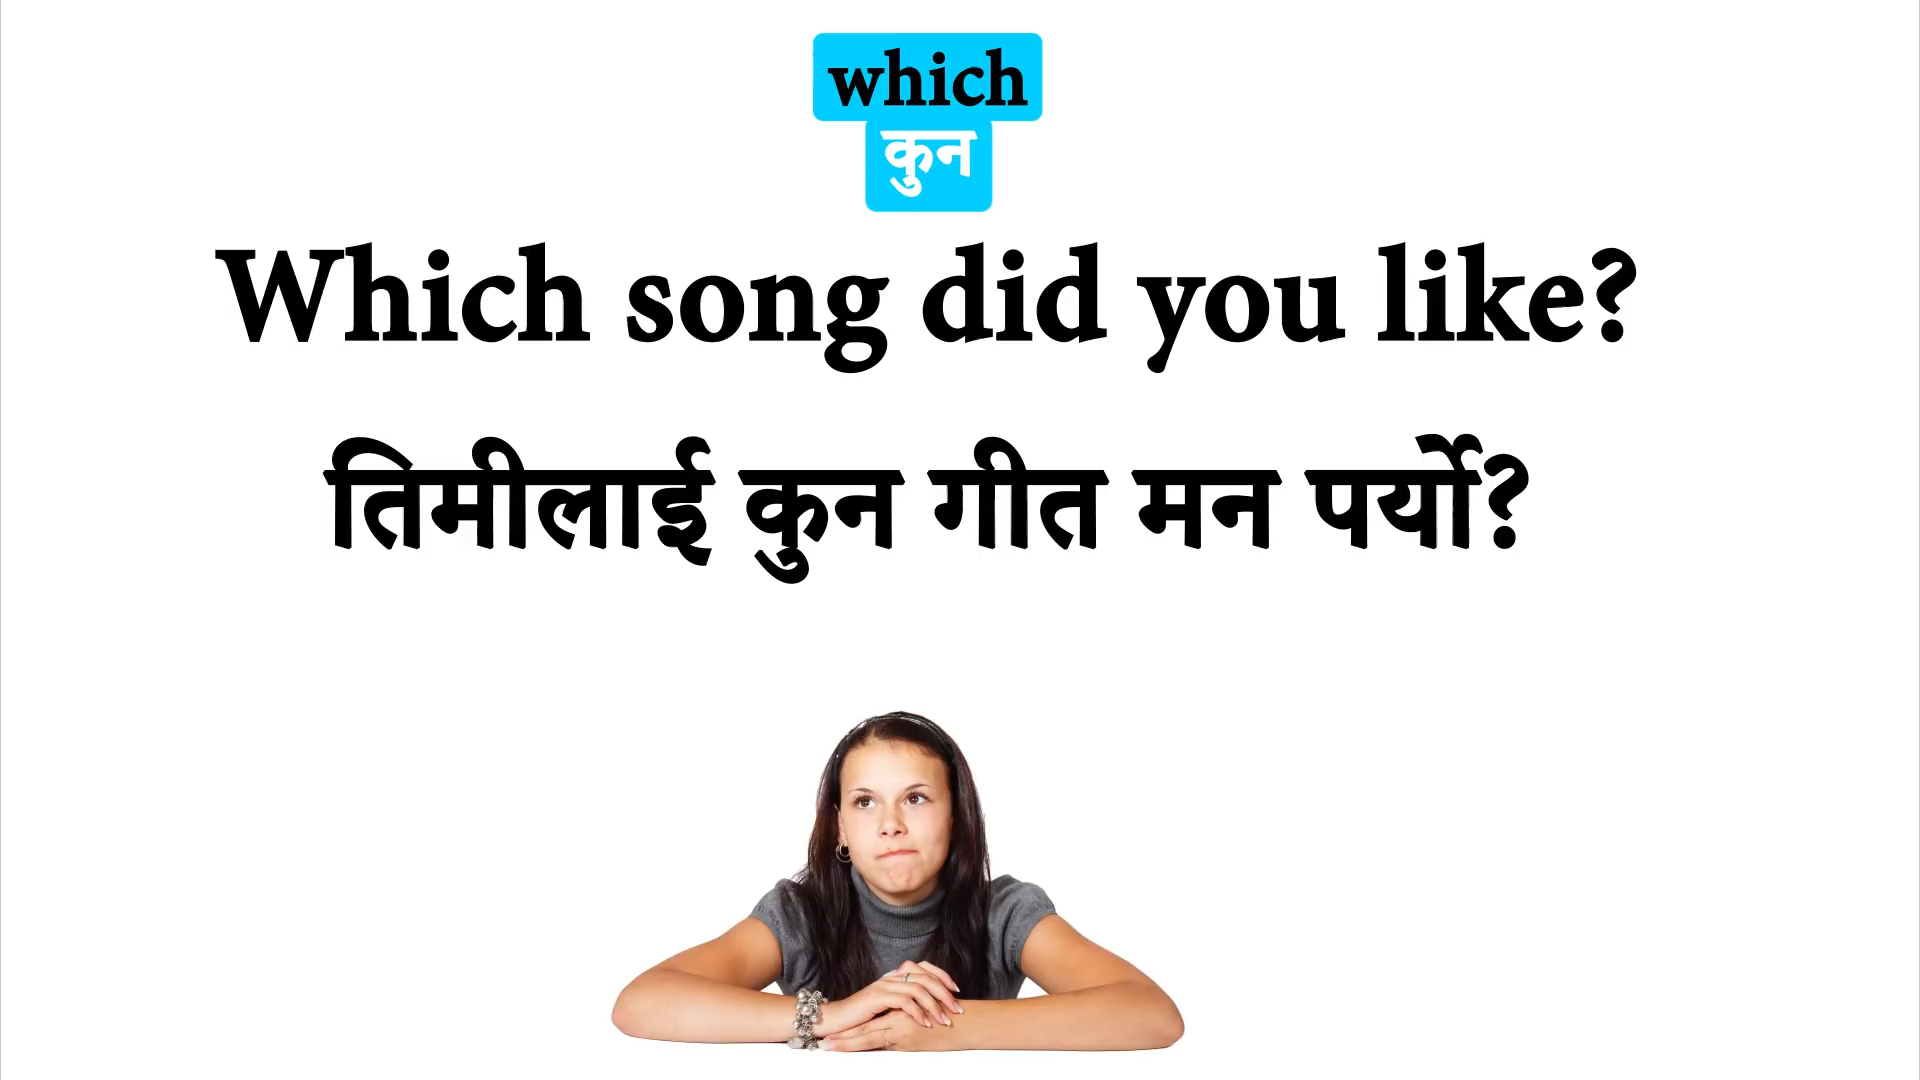 which
कुन
Which song did you like?
तिमीलाई कुन गीत मन पर्यो?